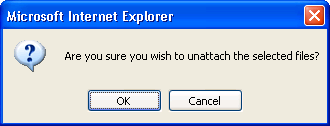 Microsoft Internet Explorer
Are you sure you wish to unattach the selected files?
OK
Cancel